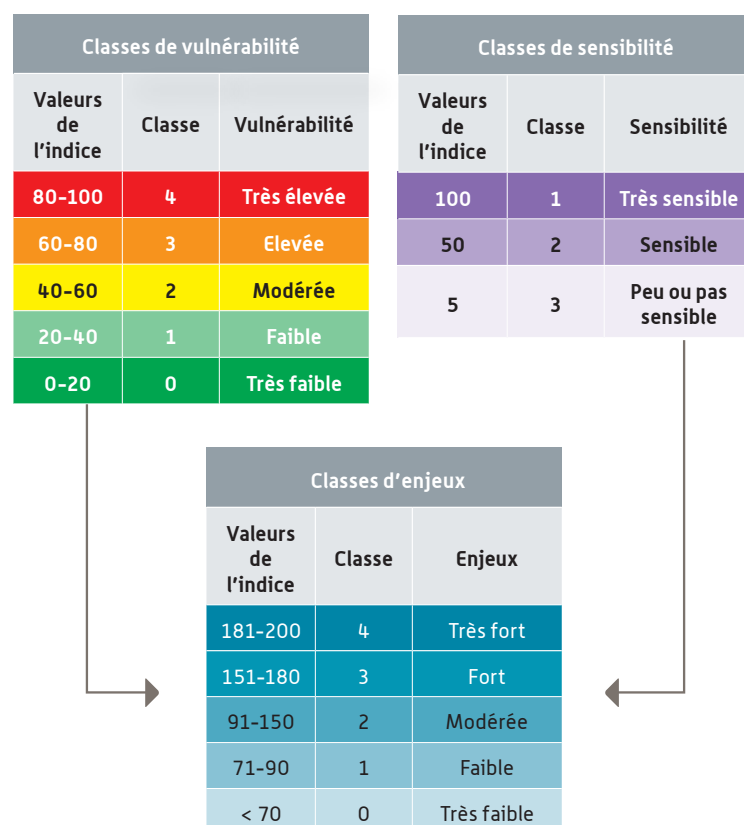 Classes de vulnérabilité
Valeurs
de
l'indice
Classe
Vulnérabilité
80-100 4 Très élevée
60-80 3 Elevée
40-60 2 Modérée
20-40 1 Faible
0-20 0 Très faible
Classes de sensibilité
Valeurs
de
l'indice
Classe
Sensibilité
100 1 Très sensible
50 2 Sensible
5 3 Peu ou pas
sensible
Classes d'enjeux
Valeurs
de
l'indice
Classe
Enjeux
181-200 4 Très fort
151-180 3 Fort
91-150 2 Modérée
71-90 1 Faible
< 70 0 Très faible